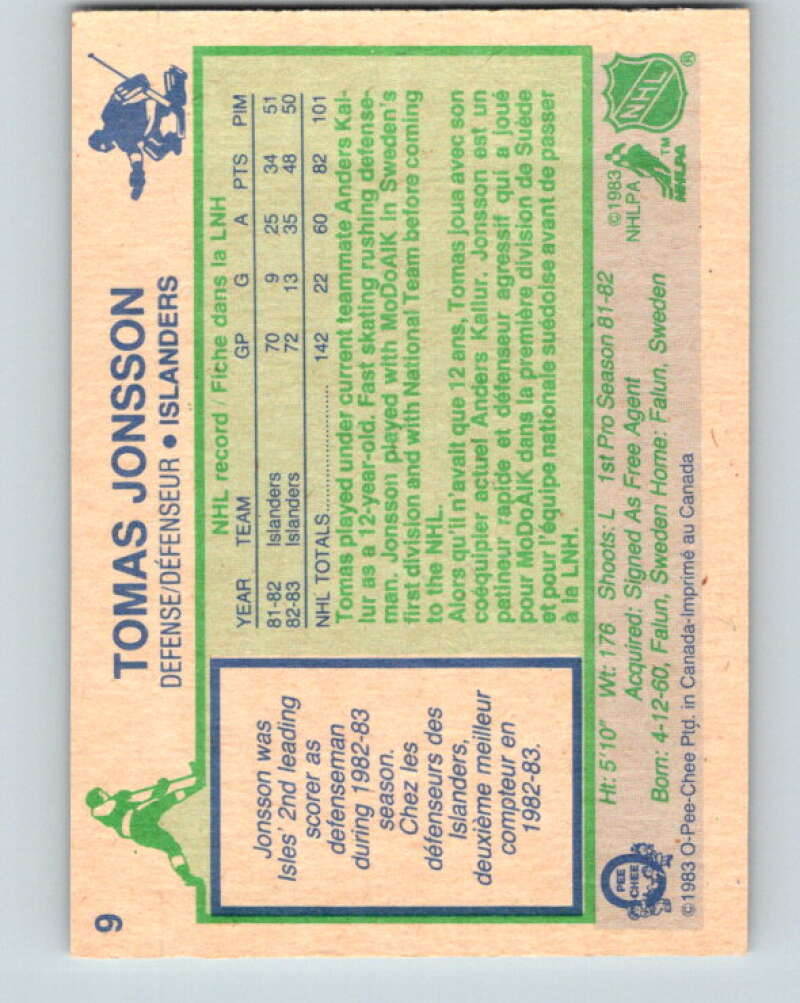 9
TOMAS JONSSON
DEFENSE/DÉFENSEUR • ISLANDERS
Jonsson was
Isles' 2nd leading
scorer as
defenseman
during 1982-83
season.
Chez les
défenseurs des
Islanders,
deuxième meilleur
compteur en
1982-83.
NHL record / Fiche dans la LNH
YEAR TEAM GP G A PTS PIM
81-82 Islanders 70 9 25 34 51
82-83 Islanders 72 13 35 48 50
NHL TOTALS 142 22 60 82 101
Tomas played under current teammate Anders Kal-
lur as a 12-year-old. Fast skating rushing defense-
man, Jonsson played with MoDoAIK in Sweden's
first division and with National Team before coming
to the NHL.
Alors qu'il n'avait que 12 ans, Tomas joua avec son
coéquipier actuel Anders Kallur. Jonsson est un
patineur rapide et défenseur agressif qui a joué
pour MoDoAIK dans la première division de Suède
et pour l'équipe nationale suédoise avant de passer
à la LNH.
Ht: 5'10" Wt: 176 Shoots: L 1st Pro Season 81-82
Acquired: Signed As Free Agent
Born: 4-12-60, Falun, Sweden Home: Falun, Sweden
©1983 O-Pee-Chee Ptd. in Canada-Imprimé au Canada
O
PEE
CHEE
©1983
NHLPA
NHLPA
TM
NHL
®